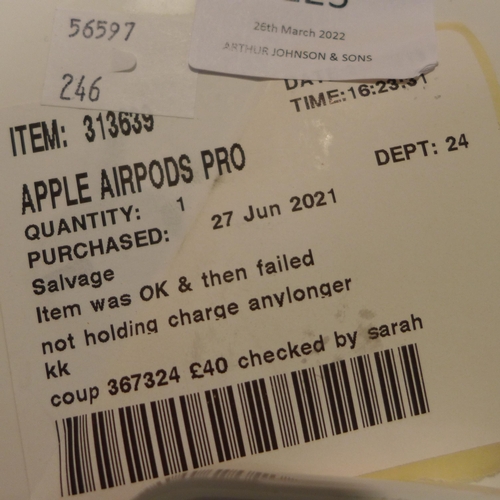 56597
246
26th March 2022
ARTHUR JOHNSON & SONS
TIME:16:23:31
ITEM: 313639
DEPT: 24
APPLE AIRPODS PRO
QUANTITY: 1
PURCHASED: 27 Jun 2021
Salvage
Item was OK & then failed
not holding charge anylonger
kk
coup 367324 £40 checked by sarah